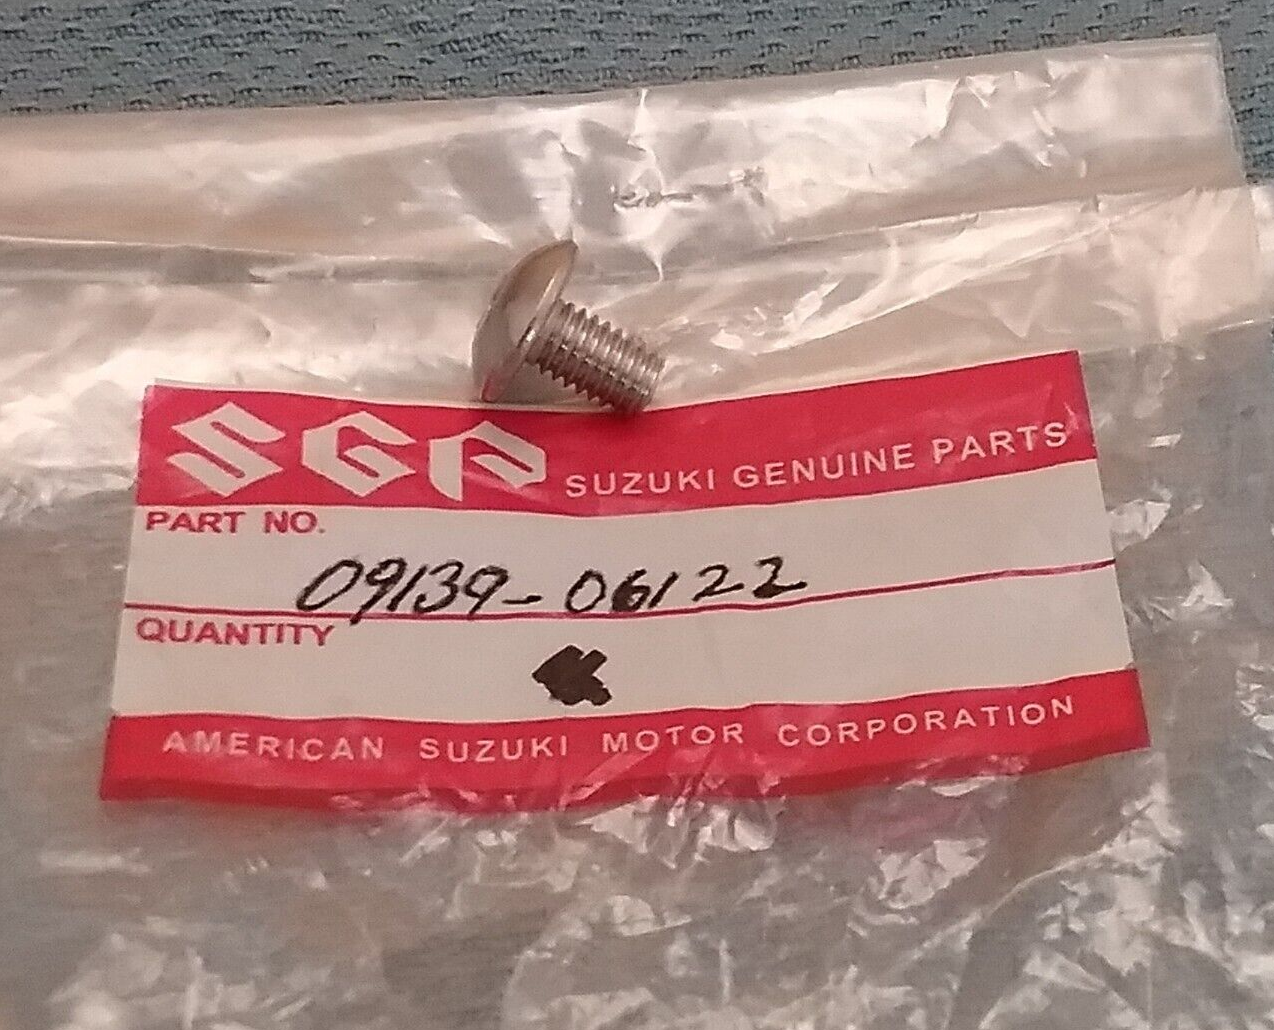 SGP SUZUKI GENUINE PARTS
PART NO.
09139-06122
QUANTITY
AMERICAN SUZUKI MOTOR CORPORATION